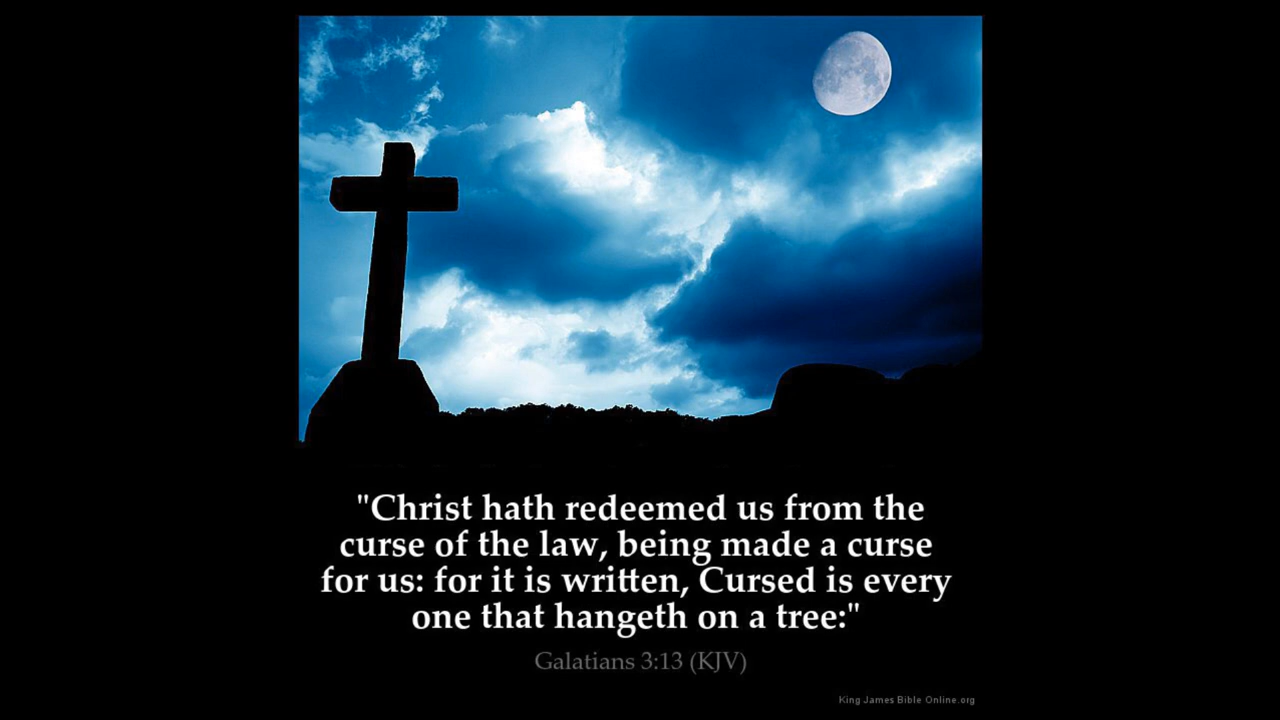 "Christ hath redeemed us from the
curse of the law, being made a curse
for us: for it is written, Cursed is every
one that hangeth on a tree:"
Galatians 3:13 (KJV)
King James Bible Online.org